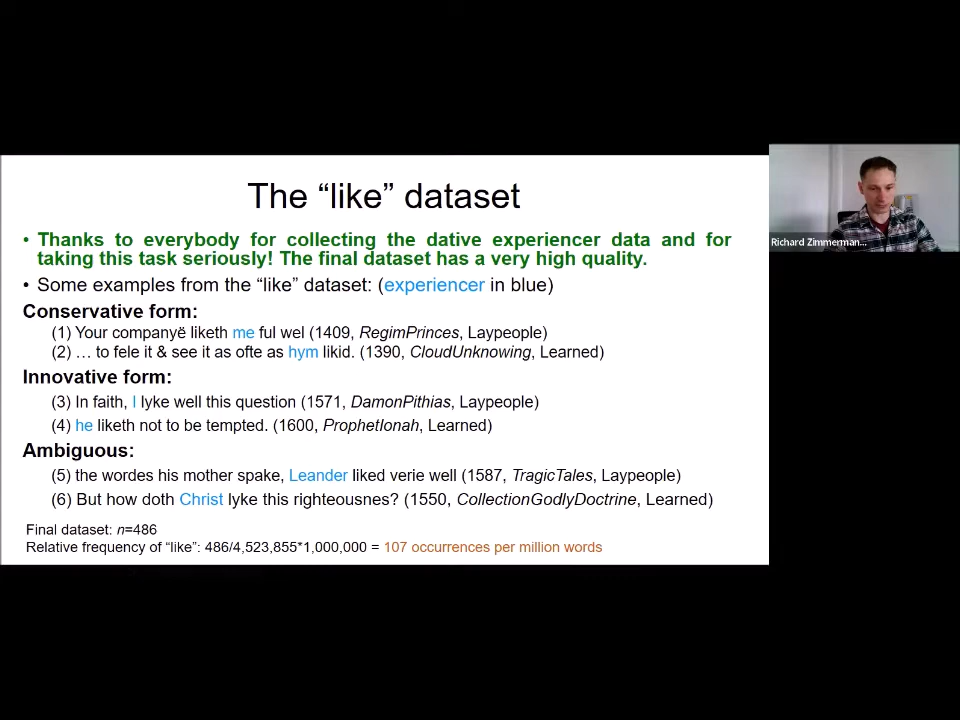 The “like” dataset
• Thanks to everybody for collecting the dative experiencer data and for
taking this task seriously! The final dataset has a very high quality.
• Some examples from the “like” dataset: (experiencer in blue)
Conservative form:
(1) Your companyë liketh me ful wel (1409, RegimPrinces, Laypeople)
(2) … to fele it & see it as ofte as hym likid. (1390, CloudUnknowing, Learned)
Innovative form:
(3) In faith, I lyke well this question (1571, DamonPithias, Laypeople)
(4) he liketh not to be tempted. (1600, ProphetIonah, Learned)
Ambiguous:
(5) the wordes his mother spake, Leander liked verie well (1587, TragicTales, Laypeople)
(6) But how doth Christ lyke this righteousnes? (1550, CollectionGodlyDoctrine, Learned)
Final dataset: n=486
Relative frequency of “like”: 486/4,523,855*1,000,000 = 107 occurrences per million words
Richard Zimmerman...